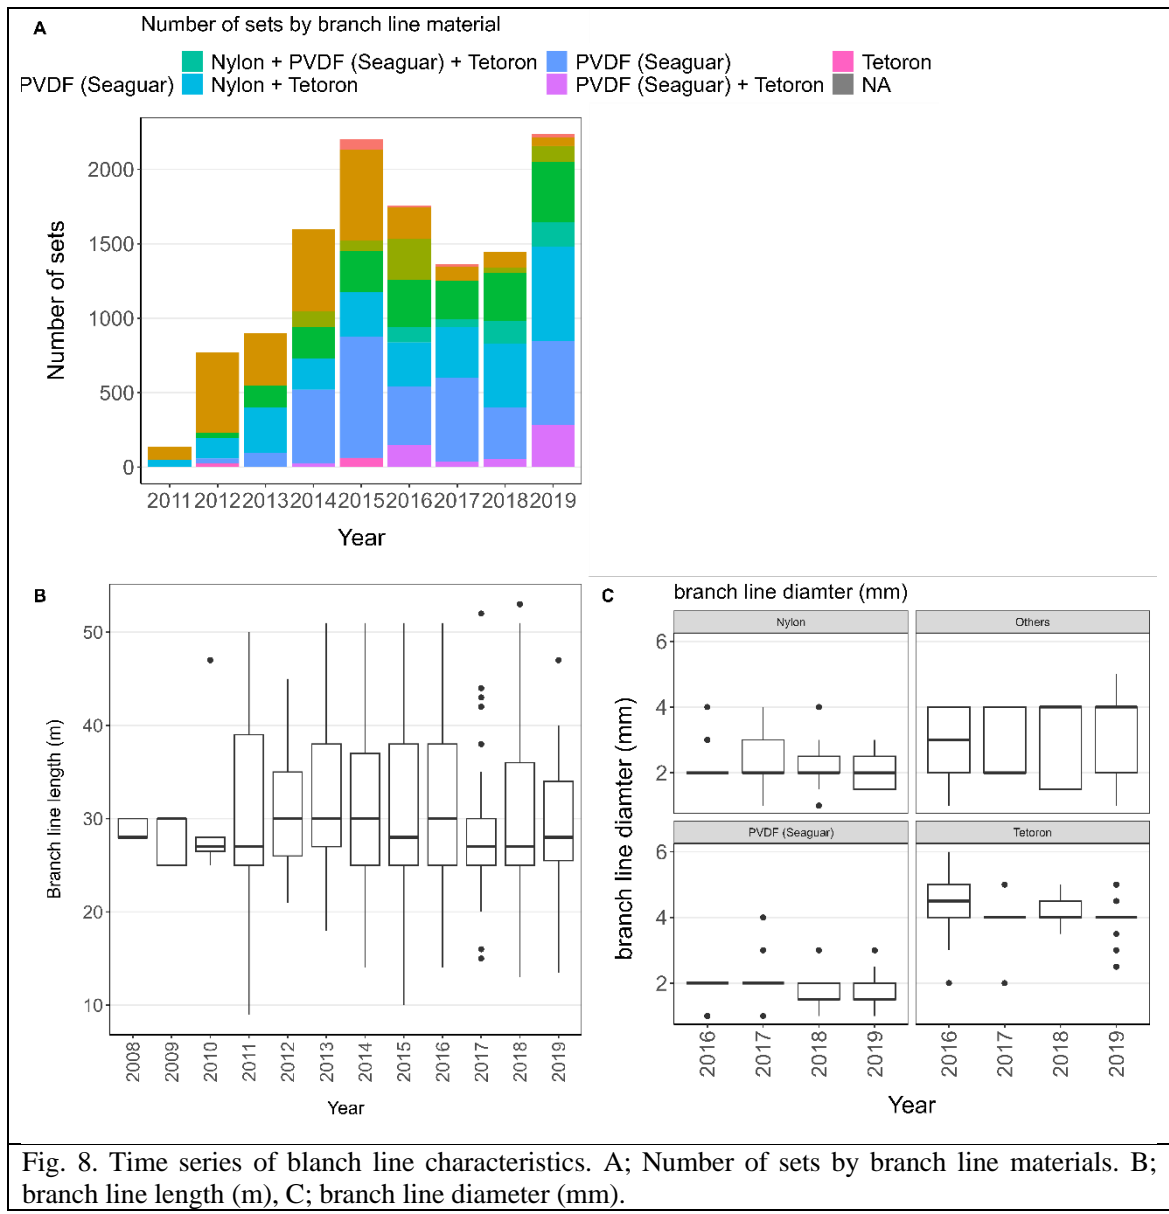 A
Number of sets by branch line material
Nylon + PVDF (Seaguar) + Tetoron PVDF (Seaguar) Tetoron
PVDF (Seaguar) Nylon + Tetoron PVDF (Seaguar) + Tetoron NA
Number of sets
2000
1500
1000
500
0
2011 2012 2013 2014 2015 2016 2017 2018 2019
Year
B
Branch line length (m)
50
40
30
20
10
2008 2009 2010 2011 2012 2013 2014 2015 2016 2017 2018 2019
Year
C
branch line diamter (mm)
branch line diamter (mm)
Nylon Others
6
4
2
PVDF (Seaguar) Tetoron
6
4
2
2016 2017 2018 2019 2016 2017 2018 2019
Year
Fig. 8. Time series of blanch line characteristics. A; Number of sets by branch line materials. B;
branch line length (m), C; branch line diameter (mm).